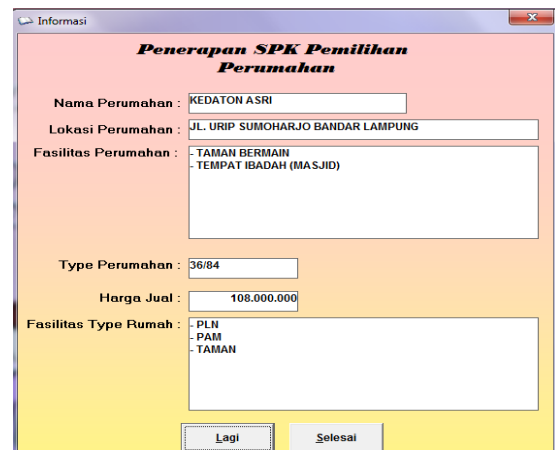 Informasi
Penerapan SPK Pemilihan
Perumahan
Nama Perumahan : KEDATON ASRI
Lokasi Perumahan : JL. URIP SUMOHARJO BANDAR LAMPUNG
Fasilitas Perumahan : - TAMAN BERMAIN
- TEMPAT IBADAH (MASJID)
Type Perumahan : 36/84
Harga Jual : 108.000.000
Fasilitas Type Rumah : - PLN
- PAM
- TAMAN
Lagi Selesai